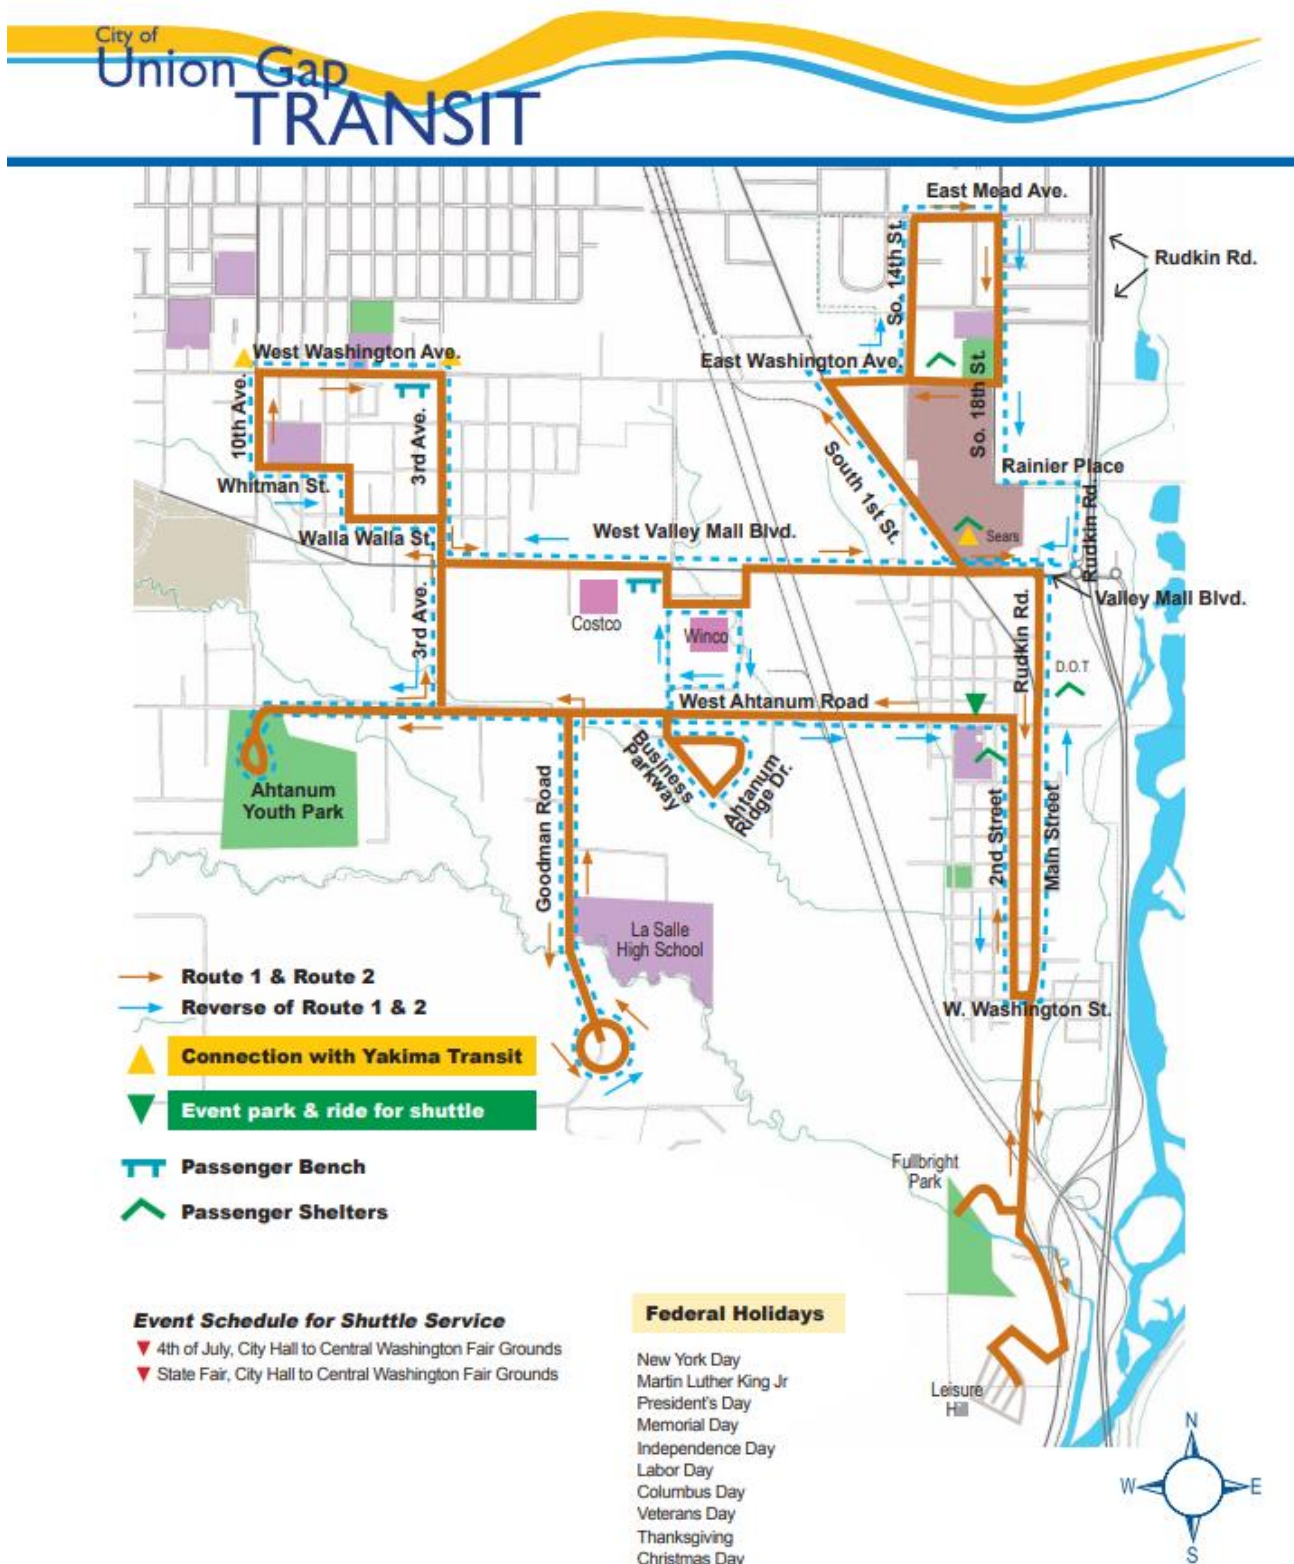 City of
Union Gap
TRANSIT
East Mead Ave.
So. 14th St.
Rudkin Rd.
West Washington Ave.
East Washington Ave.
10th Ave.
3rd Ave.
So. 18th St.
Whitman St.
South 1st St.
Rainier Place
Walla Walla St.
West Valley Mall Blvd.
Sears
Rudkin Rd.
Valley Mall Blvd.
3rd Ave.
Costco
Winco
Rudkin Rd.
D.O.T
West Ahtanum Road
Business
Parkway
Ahtanum
Ridge Dr.
Ahtanum
Youth Park
Goodman Road
2nd Street
Main Street
La Salle
High School
W. Washington St.
Route 1 & Route 2
Reverse of Route 1 & 2
Connection with Yakima Transit
Event park & ride for shuttle
Passenger Bench
Passenger Shelters
Fullbright
Park
Leisure
Hill
Event Schedule for Shuttle Service
4th of July, City Hall to Central Washington Fair Grounds
State Fair, City Hall to Central Washington Fair Grounds
Federal Holidays
New York Day
Martin Luther King Jr
President's Day
Memorial Day
Independence Day
Labor Day
Columbus Day
Veterans Day
Thanksgiving
Christmas Day
N
W
E
S